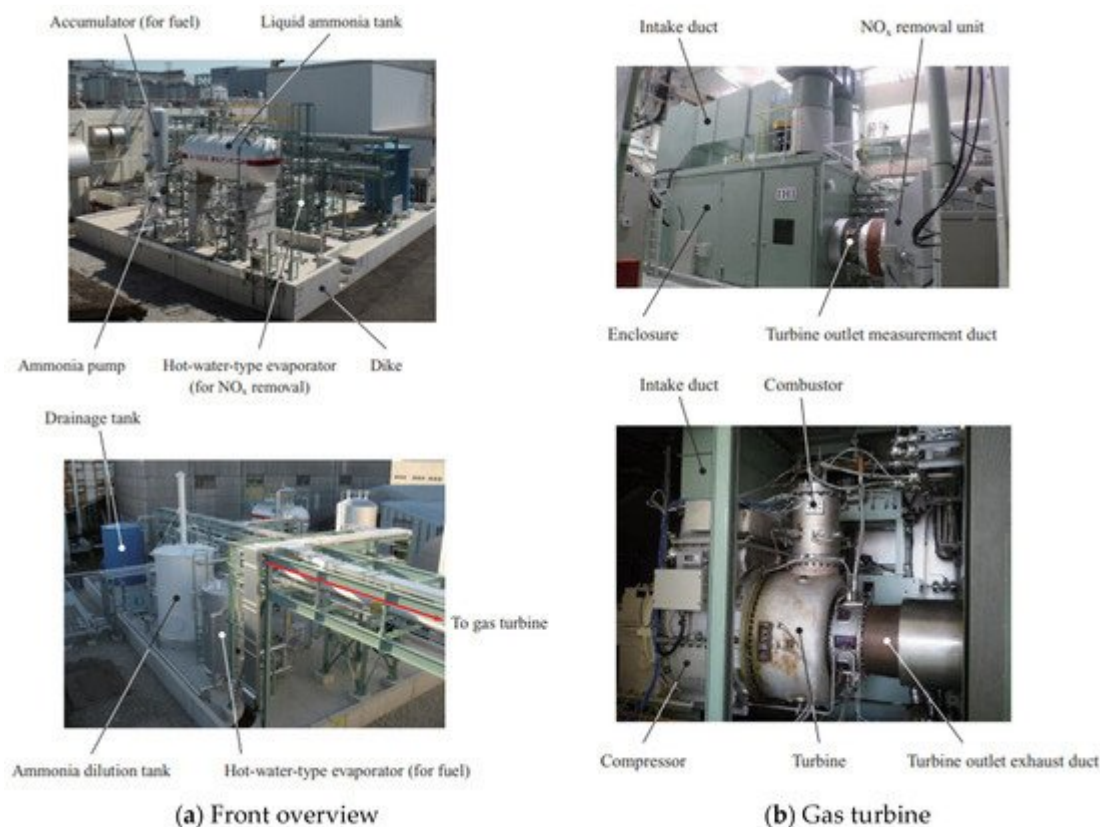 Accumulator (for fuel)
Liquid ammonia tank
Ammonia pump
Hot-water-type evaporator
(for NOₓ removal)
Dike
Drainage tank
To gas turbine
Ammonia dilution tank
Hot-water-type evaporator (for fuel)
(a) Front overview
Intake duct
NOₓ removal unit
IHI
Enclosure
Turbine outlet measurement duct
Intake duct
Combustor
Compressor
Turbine
Turbine outlet exhaust duct
(b) Gas turbine